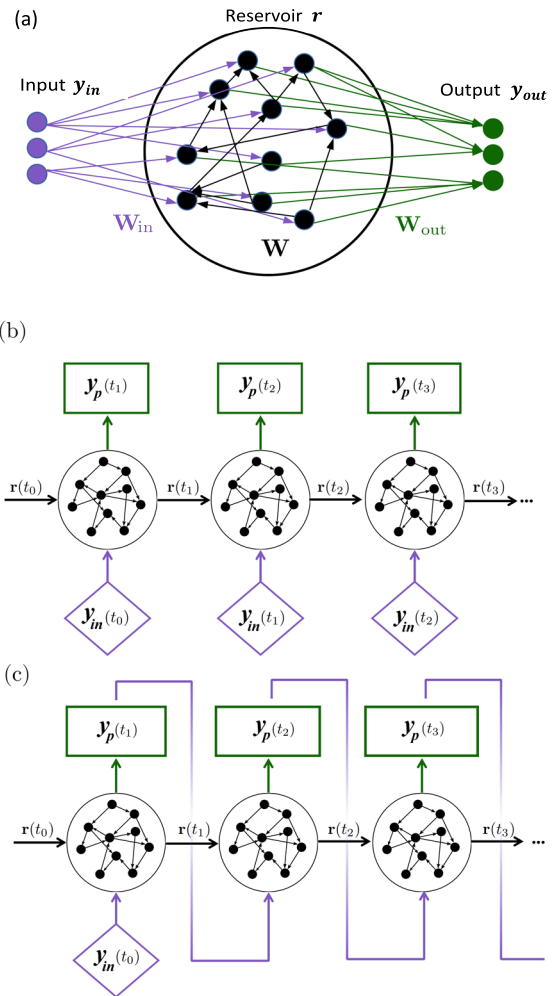 (a)
Reservoir r
Input y_in
Output y_out
W_in
W
W_out
(b)
y_p(t_1) y_p(t_2) y_p(t_3)
r(t_0) r(t_1) r(t_2) r(t_3) ...
y_in(t_0) y_in(t_1) y_in(t_2)
(c)
y_p(t_1) y_p(t_2) y_p(t_3)
r(t_0) r(t_1) r(t_2) r(t_3) ...
y_in(t_0)